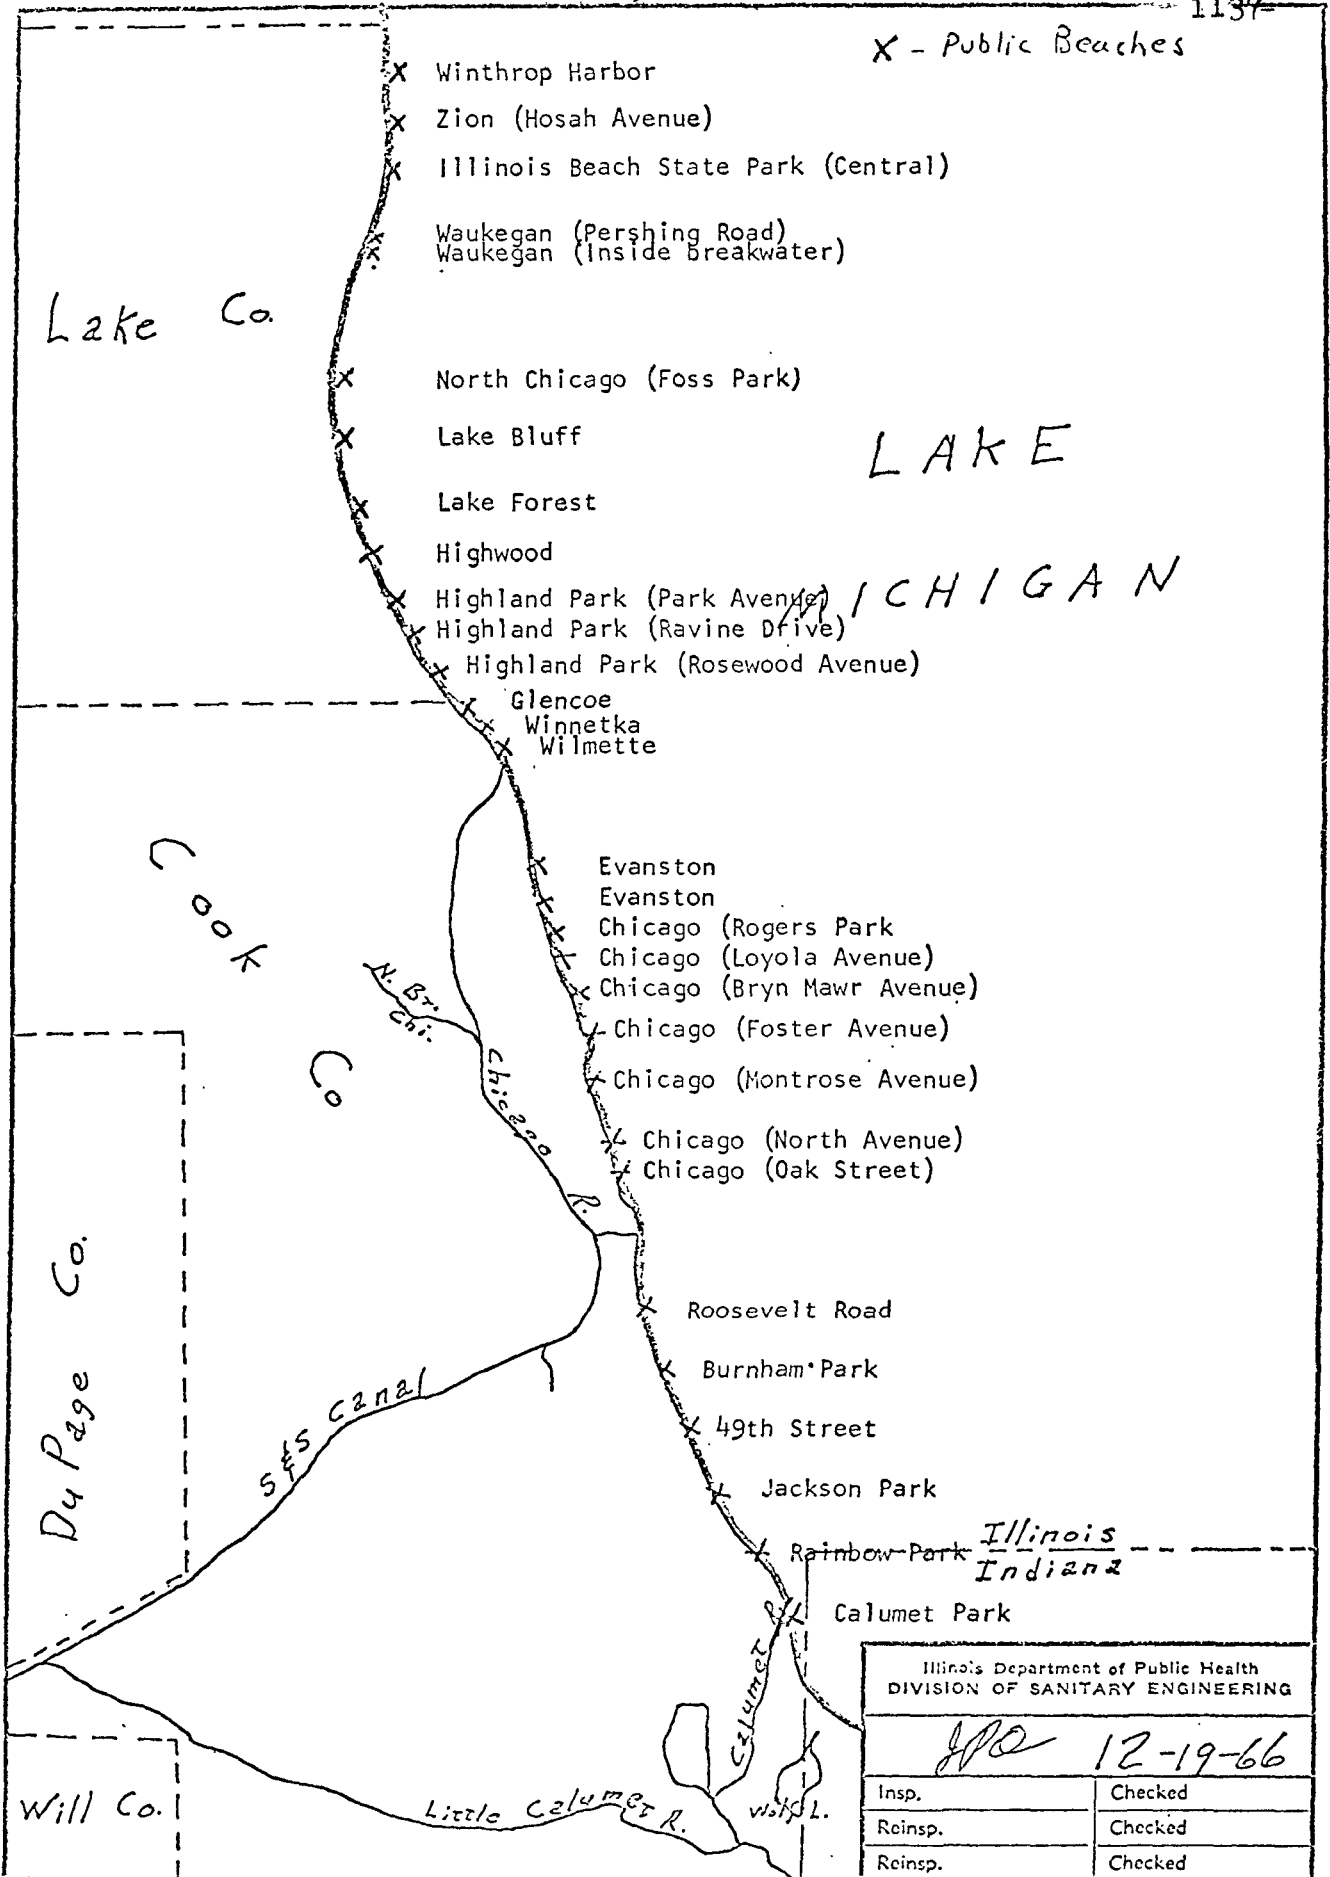 1134
X - Public Beaches
Winthrop Harbor
Zion (Hosah Avenue)
Illinois Beach State Park (Central)
Waukegan (Pershing Road)
Waukegan (Inside Breakwater)
Lake Co.
North Chicago (Foss Park)
Lake Bluff
LAKE
Lake Forest
Highwood
MICHIGAN
Highland Park (Park Avenue)
Highland Park (Ravine Drive)
Highland Park (Rosewood Avenue)
Glencoe
Winnetka
Wilmette
Cook Co
Evanston
Evanston
Chicago (Rogers Park
Chicago (Loyola Avenue)
N. Br.
Chi.
Chicago (Bryn Mawr Avenue)
Chicago (Foster Avenue)
Chicago R.
Chicago (Montrose Avenue)
Chicago (North Avenue)
Chicago (Oak Street)
Du Page Co.
Roosevelt Road
Burnham Park
S & S Canal
49th Street
Jackson Park
Rainbow Park
Illinois
Indiana
Calumet Park
Calumet R.
Illinois Department of Public Health
DIVISION OF SANITARY ENGINEERING
12-19-66
Insp. Checked
Reinsp. Checked
Reinsp. Checked
Will Co.
Little Calumet R.
Wolf L.